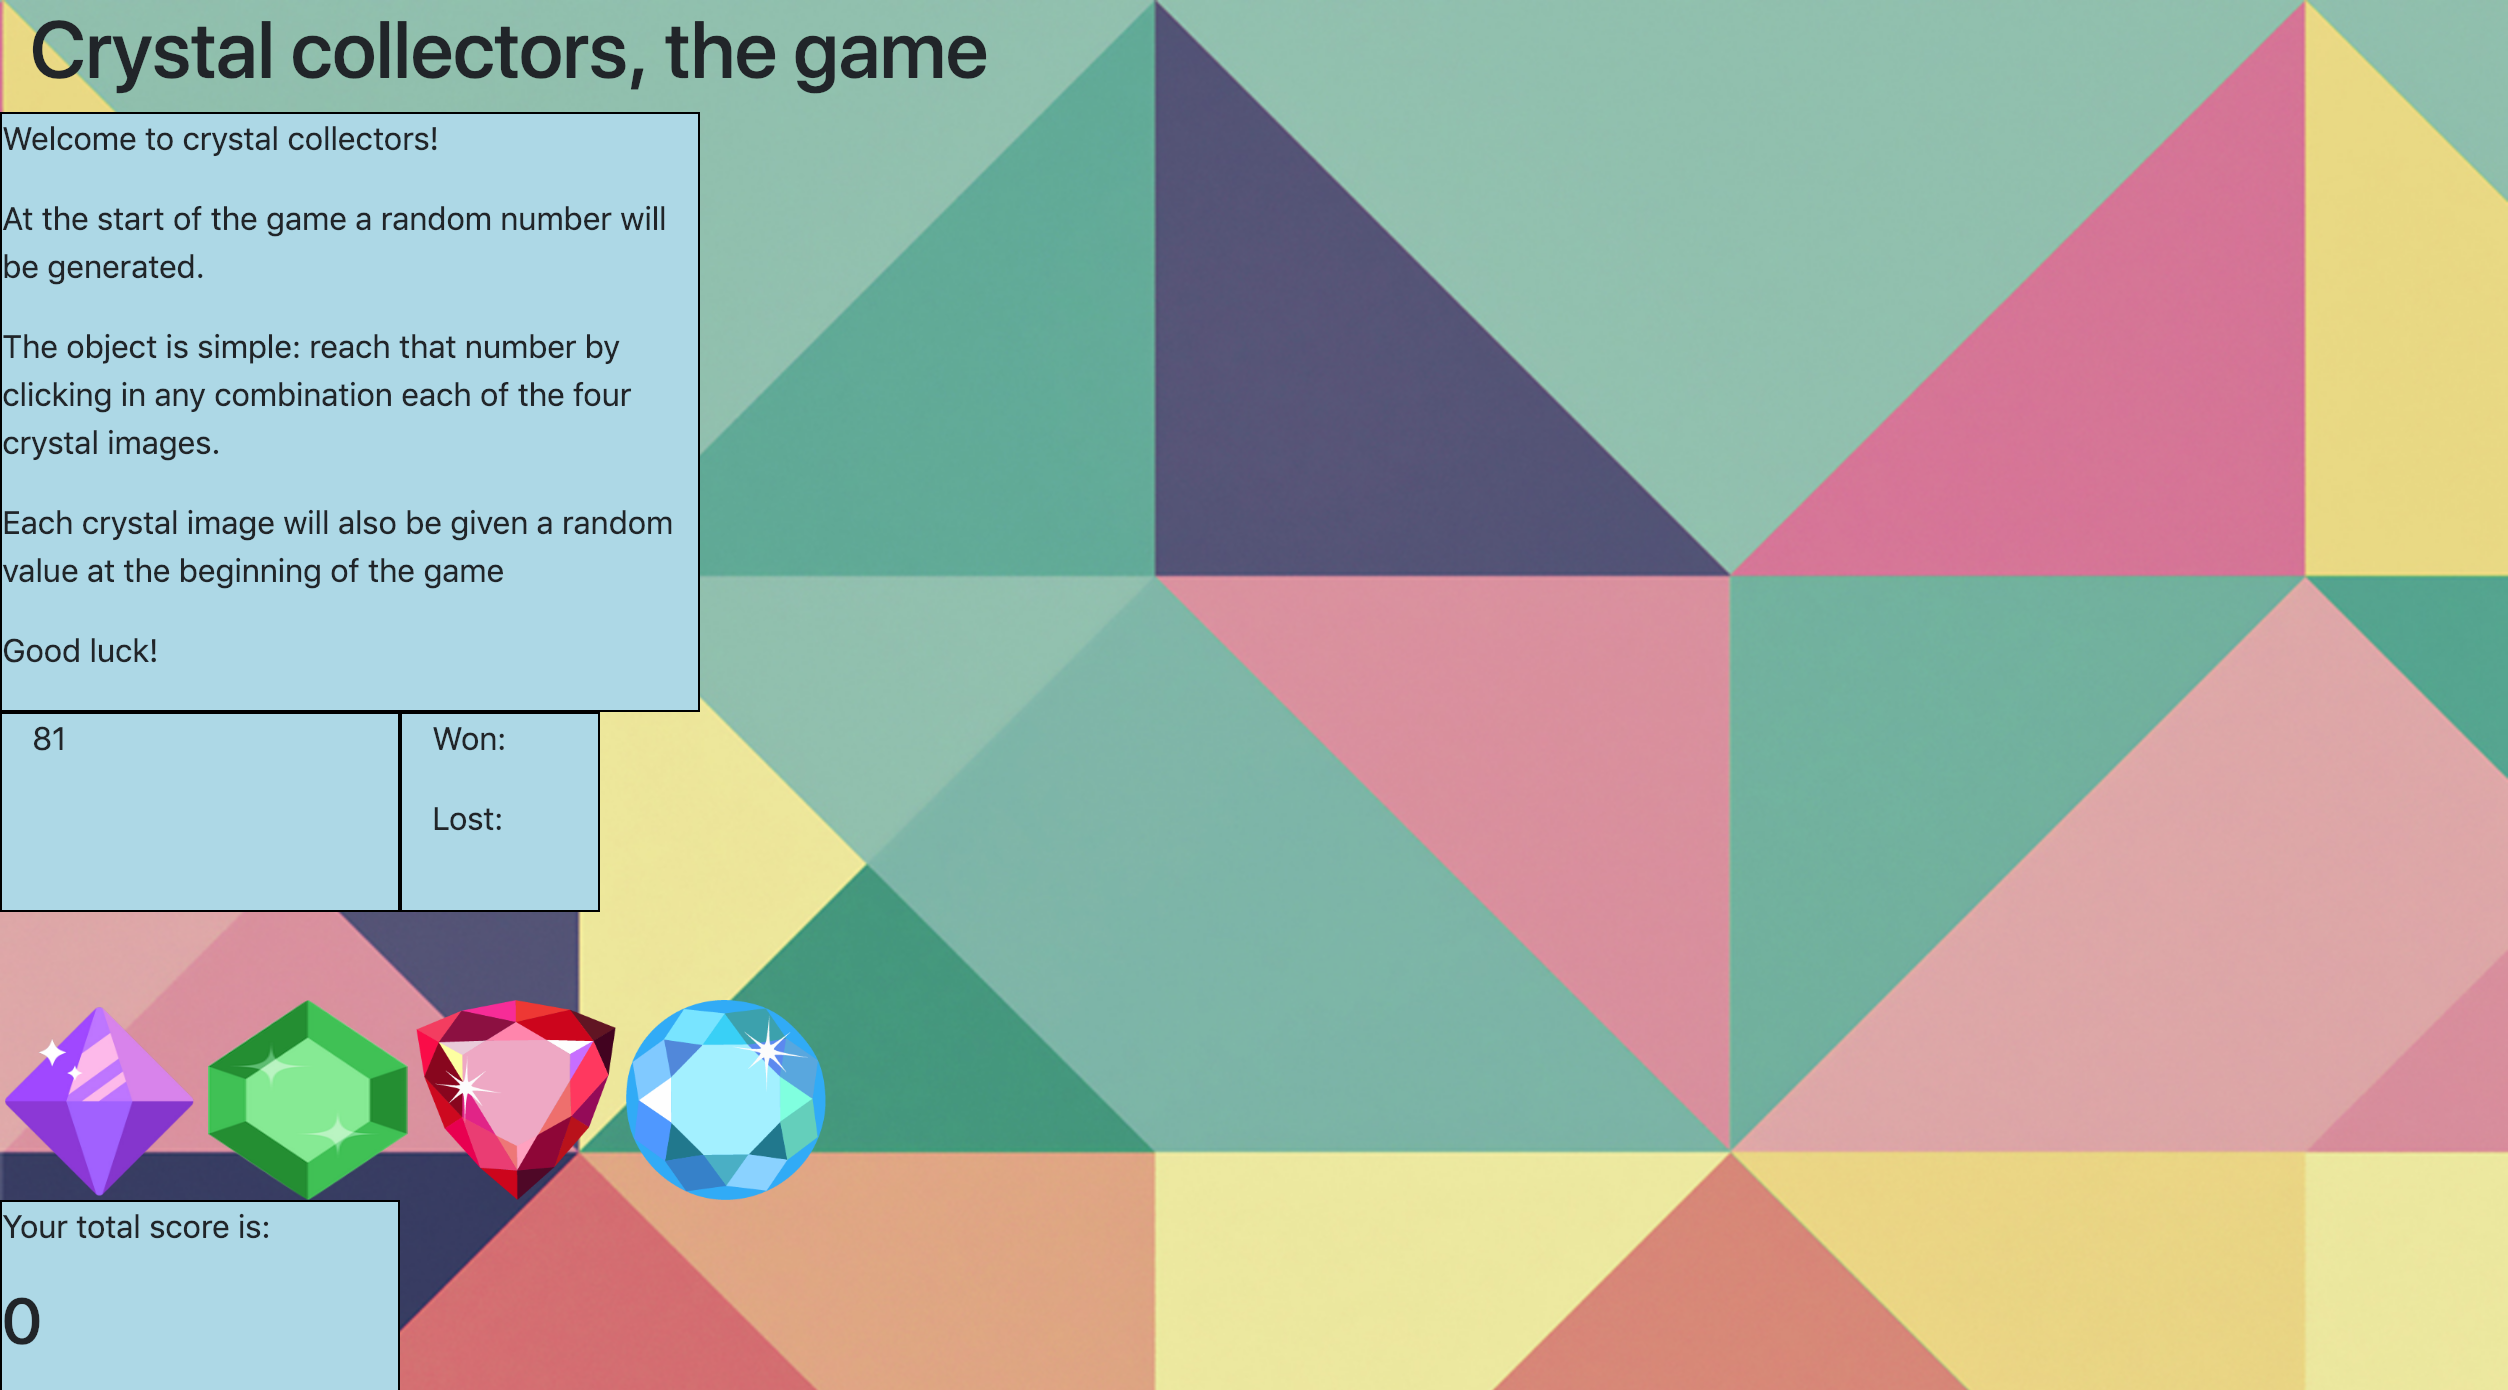 Crystal collectors, the game
Welcome to crystal collectors!
At the start of the game a random number will
be generated.
The object is simple: reach that number by
clicking in any combination each of the four
crystal images.
Each crystal image will also be given a random
value at the beginning of the game
Good luck!
81
Won:
Lost:
Your total score is:
0